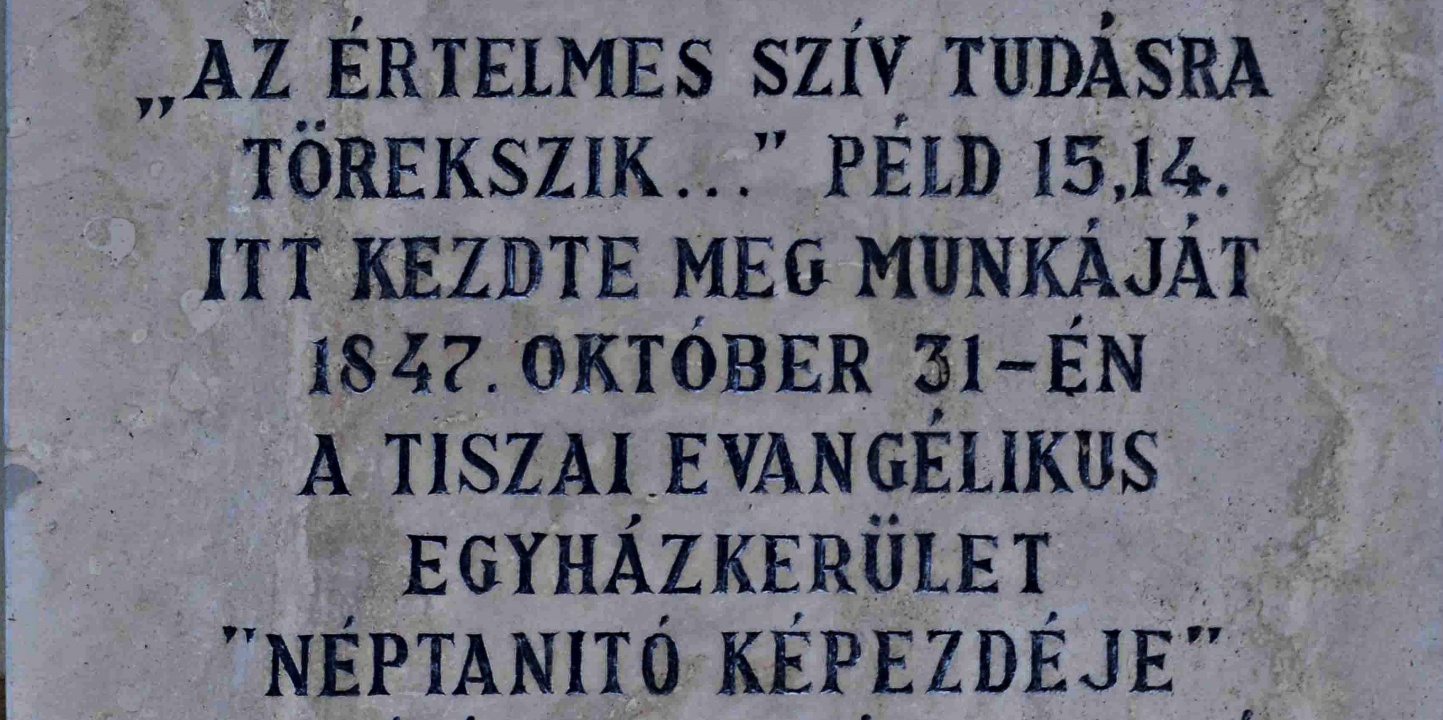 „AZ ÉRTELMES SZÍV TUDÁSRA
TÖREKSZIK...” PÉLD 15,14.
ITT KEZDTE MEG MUNKÁJÁT
1847. OKTÓBER 31-ÉN
A TISZAI EVANGÉLIKUS
EGYHÁZKERÜLET
"NÉPTANITÓ KÉPEZDÉJE"